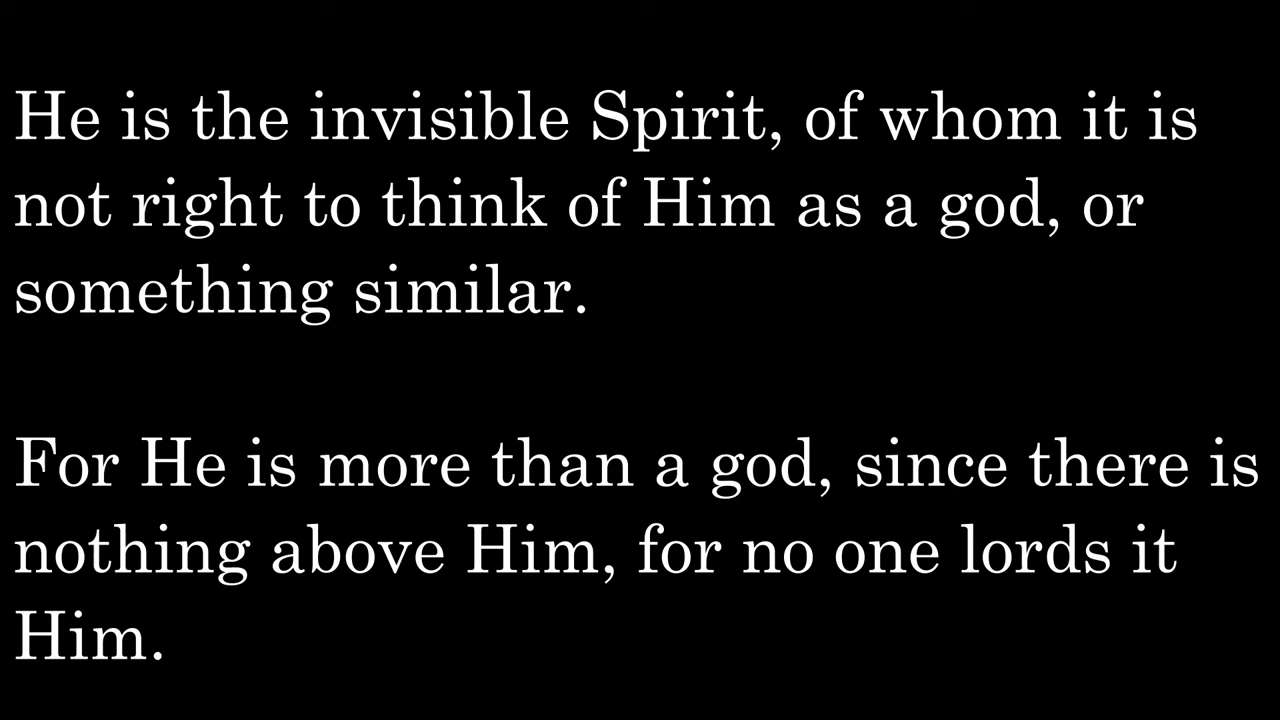 He is the invisible Spirit, of whom it is
not right to think of Him as a god, or
something similar.
For He is more than a god, since there is
nothing above Him, for no one lords it
Him.